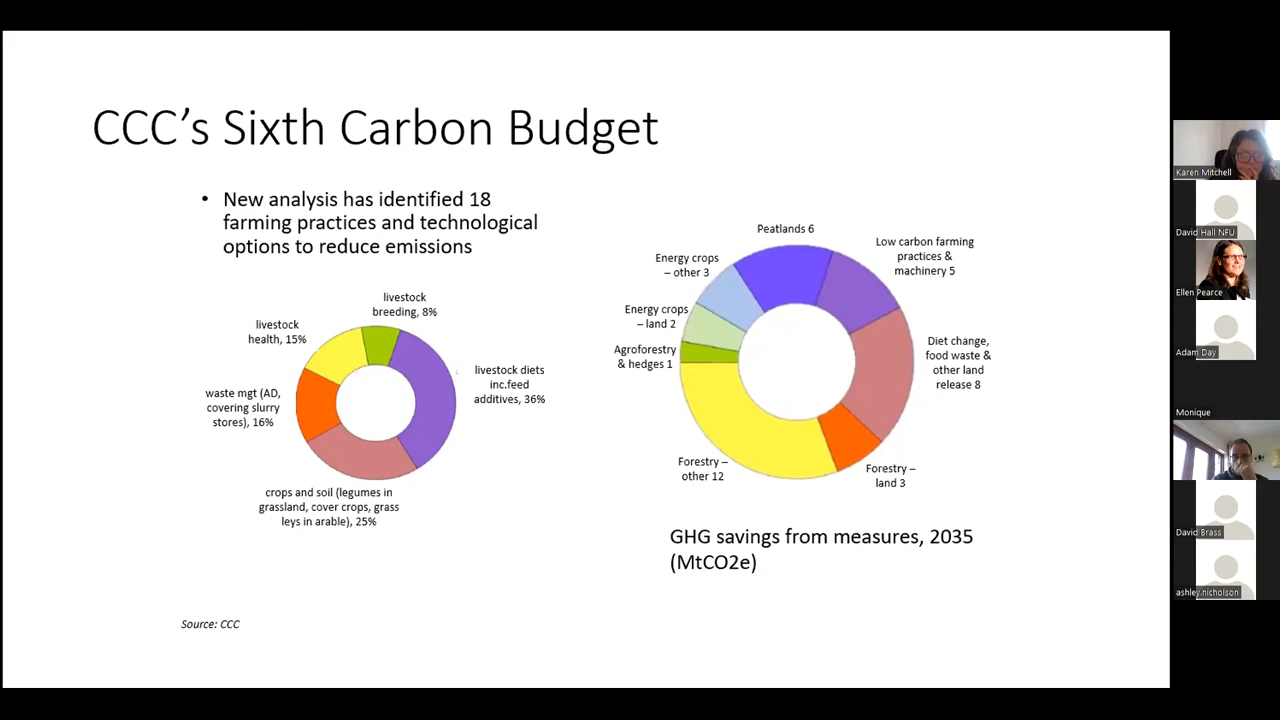 CCC’s Sixth Carbon Budget
• New analysis has identified 18
farming practices and technological
options to reduce emissions
livestock
breeding, 8%
livestock
health, 15%
livestock diets
inc.feed
additives, 36%
waste mgt (AD,
covering slurry
stores), 16%
crops and soil (legumes in
grassland, cover crops, grass
leys in arable), 25%
Peatlands 6
Low carbon farming
practices &
machinery 5
Energy crops
– other 3
Energy crops
– land 2
Agroforestry
& hedges 1
Diet change,
food waste &
other land
release 8
Forestry –
other 12
Forestry –
land 3
GHG savings from measures, 2035
(MtCO2e)
Source: CCC
Karen Mitchell
David Hall NFU
Ellen Pearce
Adam Day
Monique
David Brass
ashley.nicholson